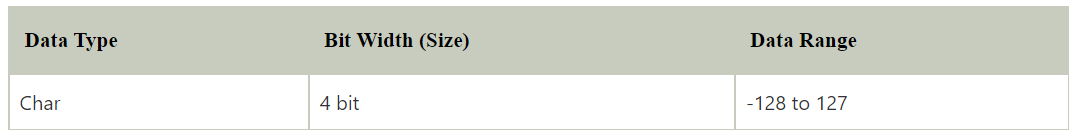 Data Type Bit Width (Size) Data Range
Char 4 bit -128 to 127